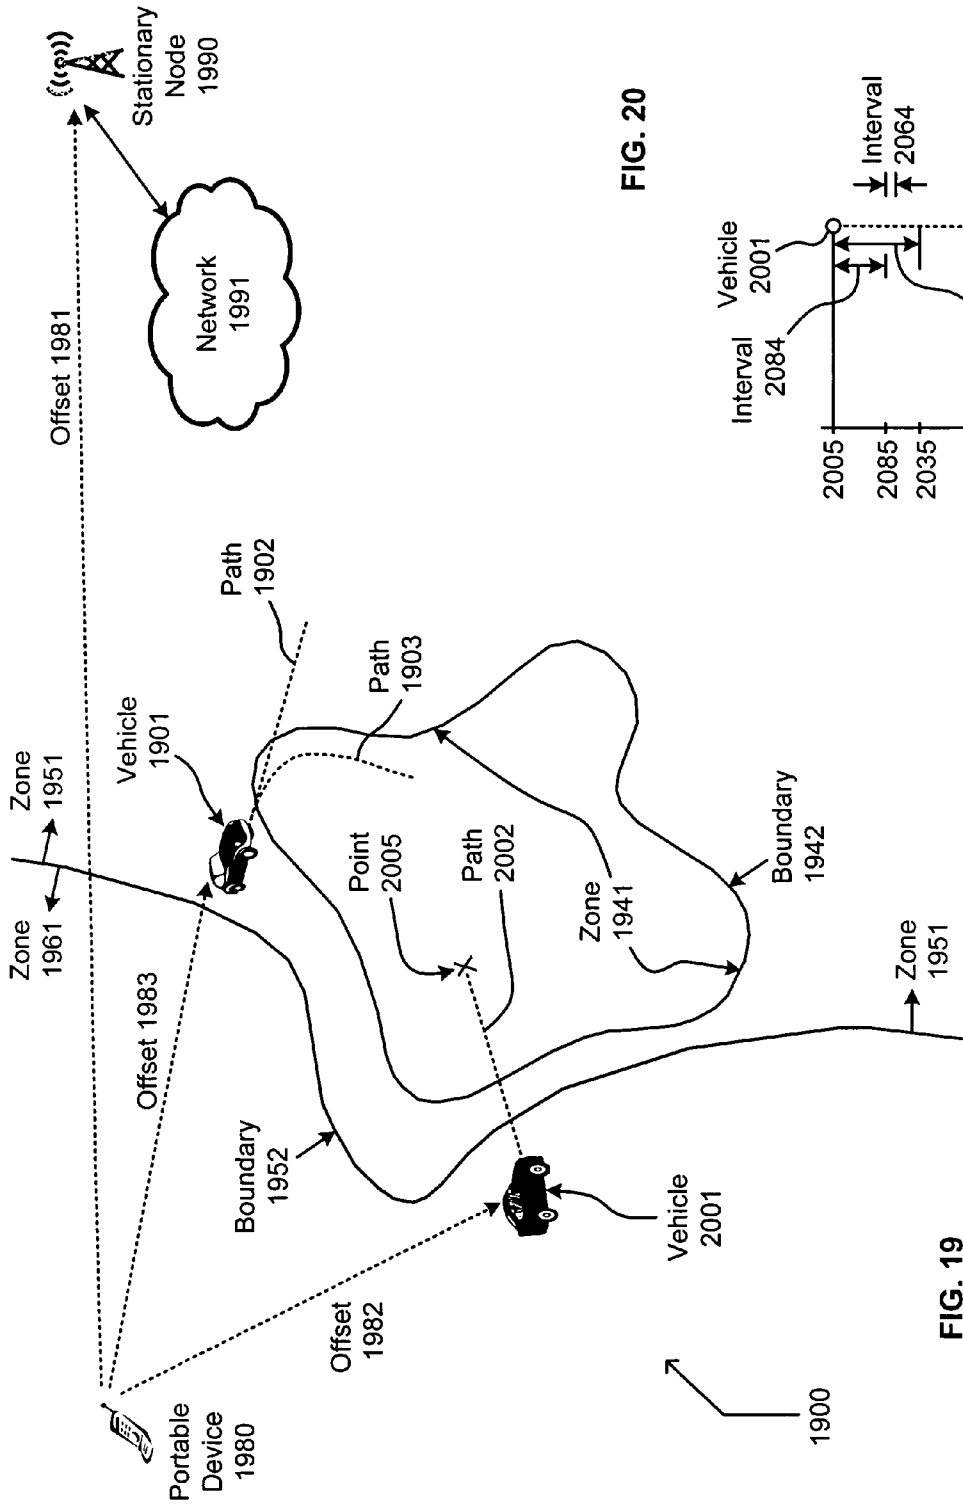 Portable
Device
1980
Offset 1981
Stationary
Node
1990
Network
1991
Offset 1983
Offset
1982
Zone
1961
Zone
1951
Vehicle
1901
Path
1902
Path
1903
Boundary
1952
Point
2005
Path
2002
Zone
1941
Boundary
1942
Vehicle
2001
Zone
1951
1900
FIG. 19
FIG. 20
Vehicle
2001
Interval
2084
Interval
2064
2005
2085
2035